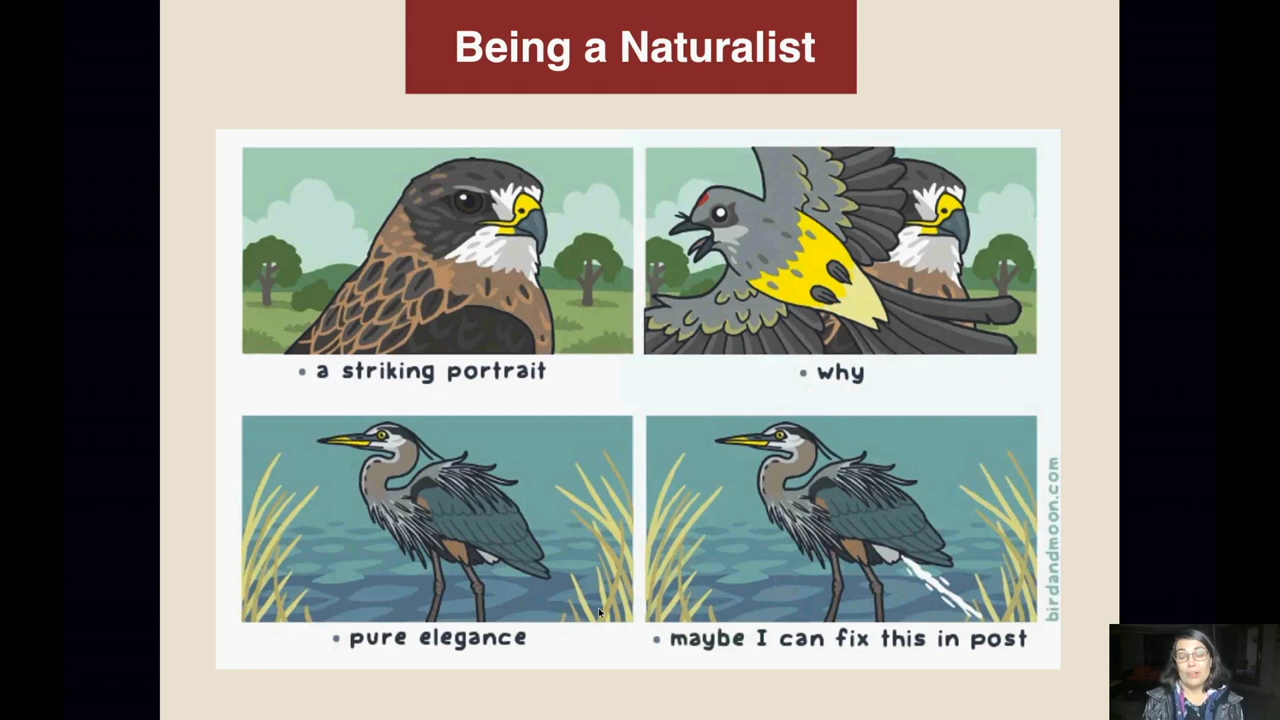 Being a Naturalist
• a striking portrait
• why
• pure elegance
• maybe I can fix this in post
birdandmoon.com